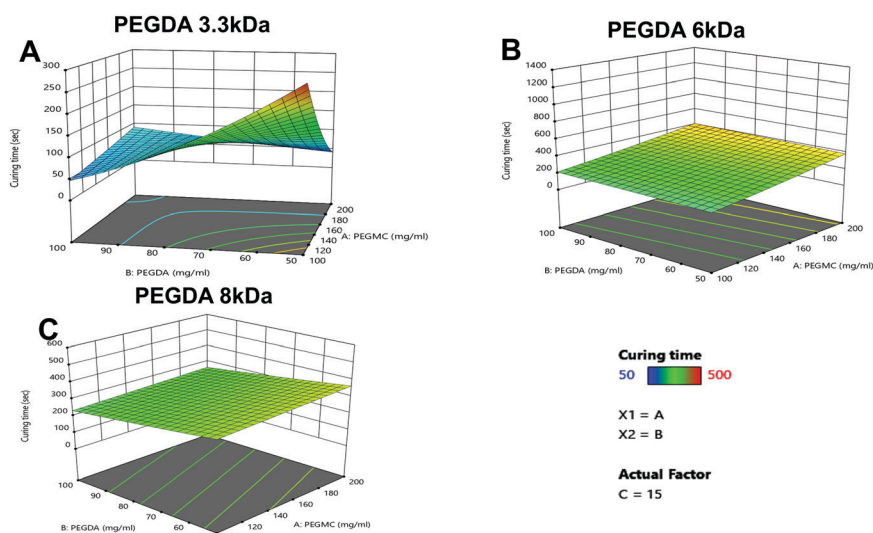 PEGDA 3.3kDa
A
300
250
200
150
100
50
0
Curing time (sec)
100
90
80
70
60
50
B: PEGDA (mg/ml)
200
180
160
140
120
100
A: PEGMC (mg/ml)
PEGDA 6kDa
B
1400
1200
1000
800
600
400
200
0
Curing time (sec)
100
90
80
70
60
50
B: PEGDA (mg/ml)
100
120
140
160
180
200
A: PEGMC (mg/ml)
PEGDA 8kDa
C
600
500
400
300
200
100
0
Curing time (sec)
100
90
80
70
60
B: PEGDA (mg/ml)
120
140
160
180
200
A: PEGMC (mg/ml)
Curing time
50 500
X1 = A
X2 = B
Actual Factor
C = 15